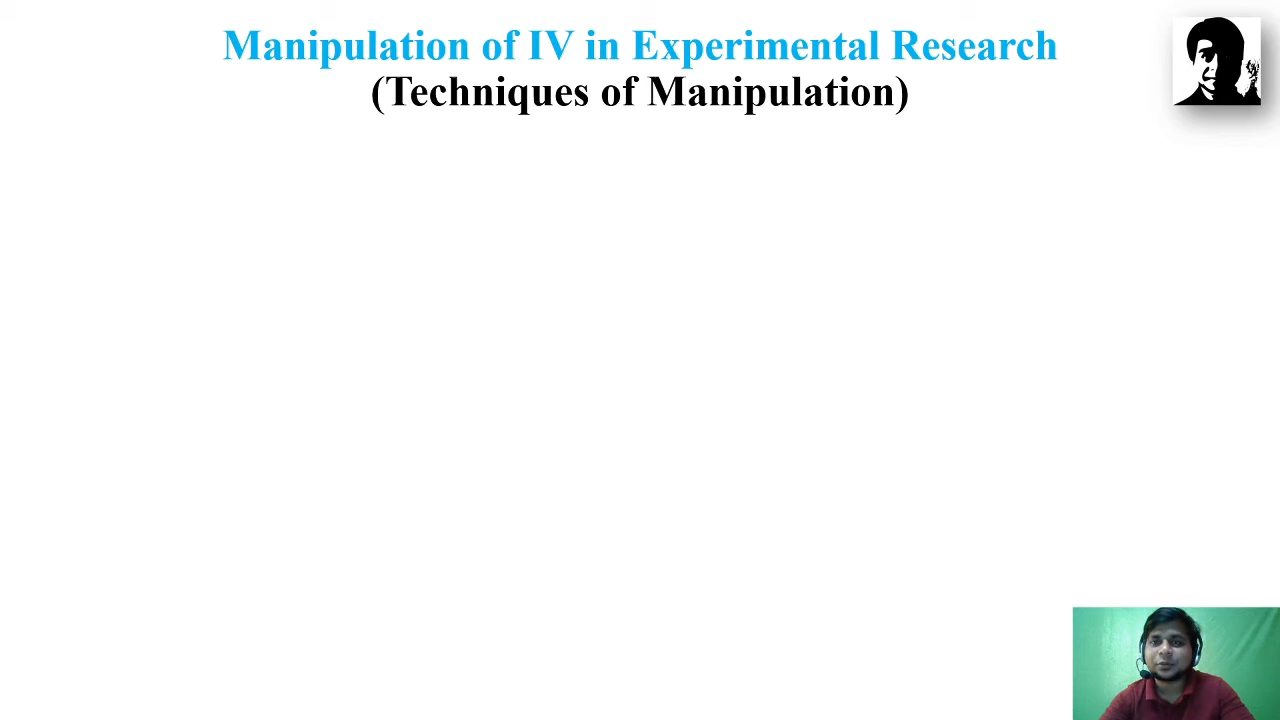 Manipulation of IV in Experimental Research
(Techniques of Manipulation)